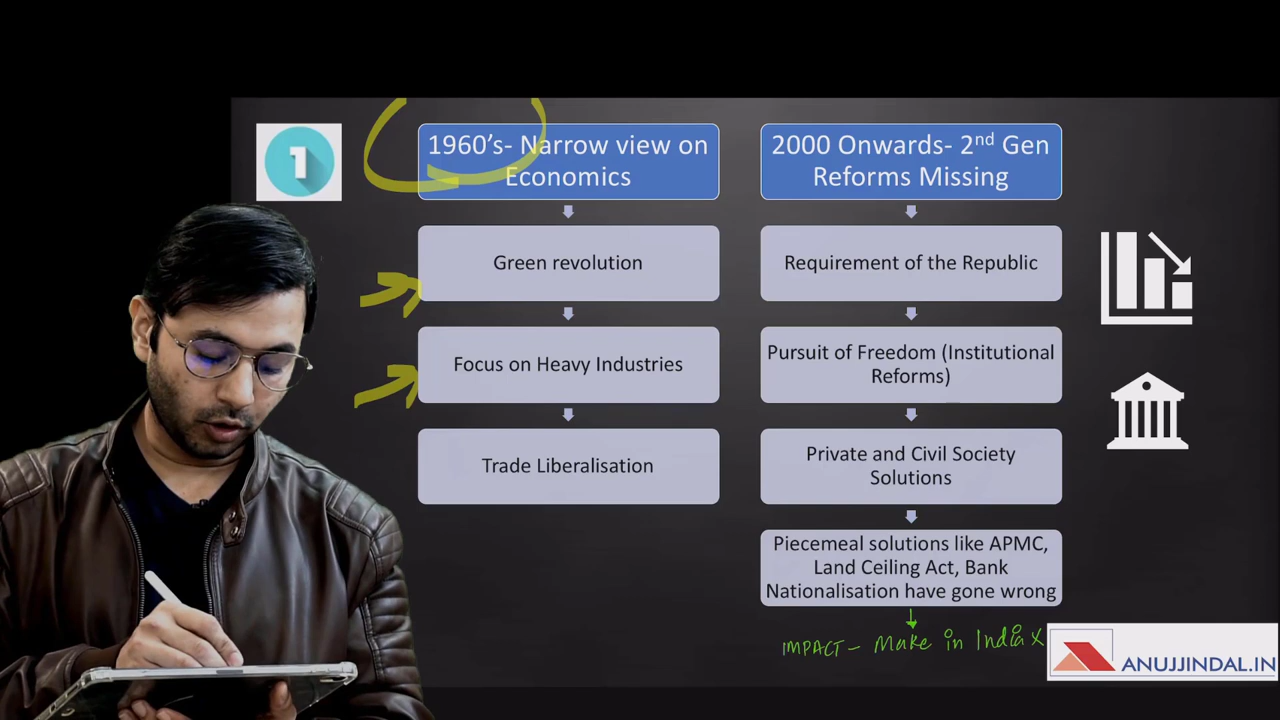 1
1960's- Narrow view on
Economics
Green revolution
Focus on Heavy Industries
Trade Liberalisation
2000 Onwards- 2nd Gen
Reforms Missing
Requirement of the Republic
Pursuit of Freedom (Institutional
Reforms)
Private and Civil Society
Solutions
Piecemeal solutions like APMC,
Land Ceiling Act, Bank
Nationalisation have gone wrong
IMPACT - Make in India X
ANUJJINDAL.IN